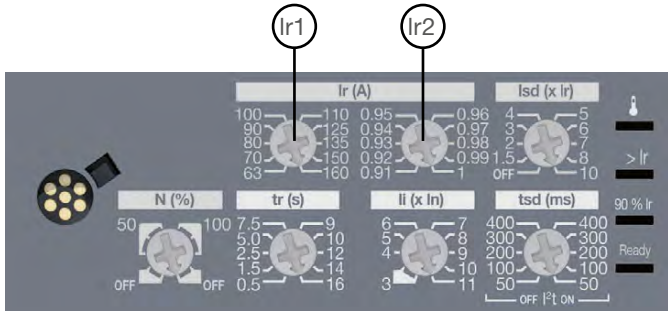 Ir1 Ir2
Ir (A) Isd (x Ir)
100 110 0.95 0.96 4 5
90 125 0.94 0.97 3 6
80 135 0.93 0.98 2 7
70 150 0.92 0.99 1.5 8
63 160 0.91 1 OFF 10
> Ir
N (%) tr (s) Ii (x In) tsd (ms)
90 % Ir
50 100 7.5 9 6 7 400 400
5.0 10 5 8 300 300
2.5 12 4 9 200 200
1.5 14 10 100 100
OFF OFF 0.5 16 3 11 50 50
Ready
OFF I²t ON